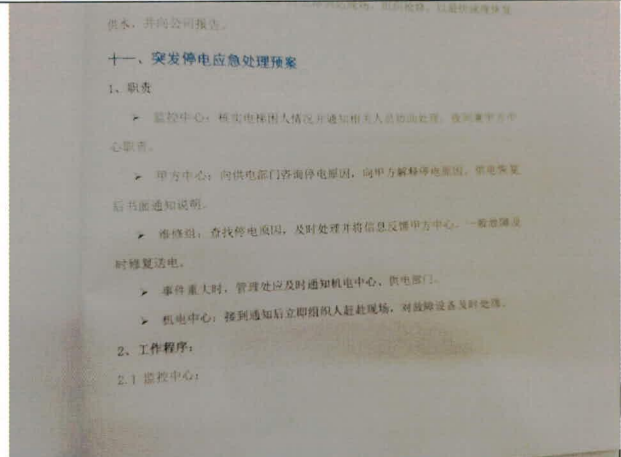 供水，并向公司报告。
十一、突发停电应急处理预案
1、职责
➢ 监控中心：核实电梯困人情况并通知相关人员协助处理，
心职责。
➢ 甲方中心：向供电部门咨询停电原因，向甲方解释停电原因，供电恢复
后书面通知说明。
➢ 维修组：查找停电原因，及时处理并将信息反馈甲方中心，一般故障及
时修复送电。
➢ 事件重大时，管理处应及时通知机电中心、供电部门。
➢ 机电中心：接到通知后立即组织人赶赴现场，对故障设备及时处理。
2、工作程序：
2.1 监控中心：